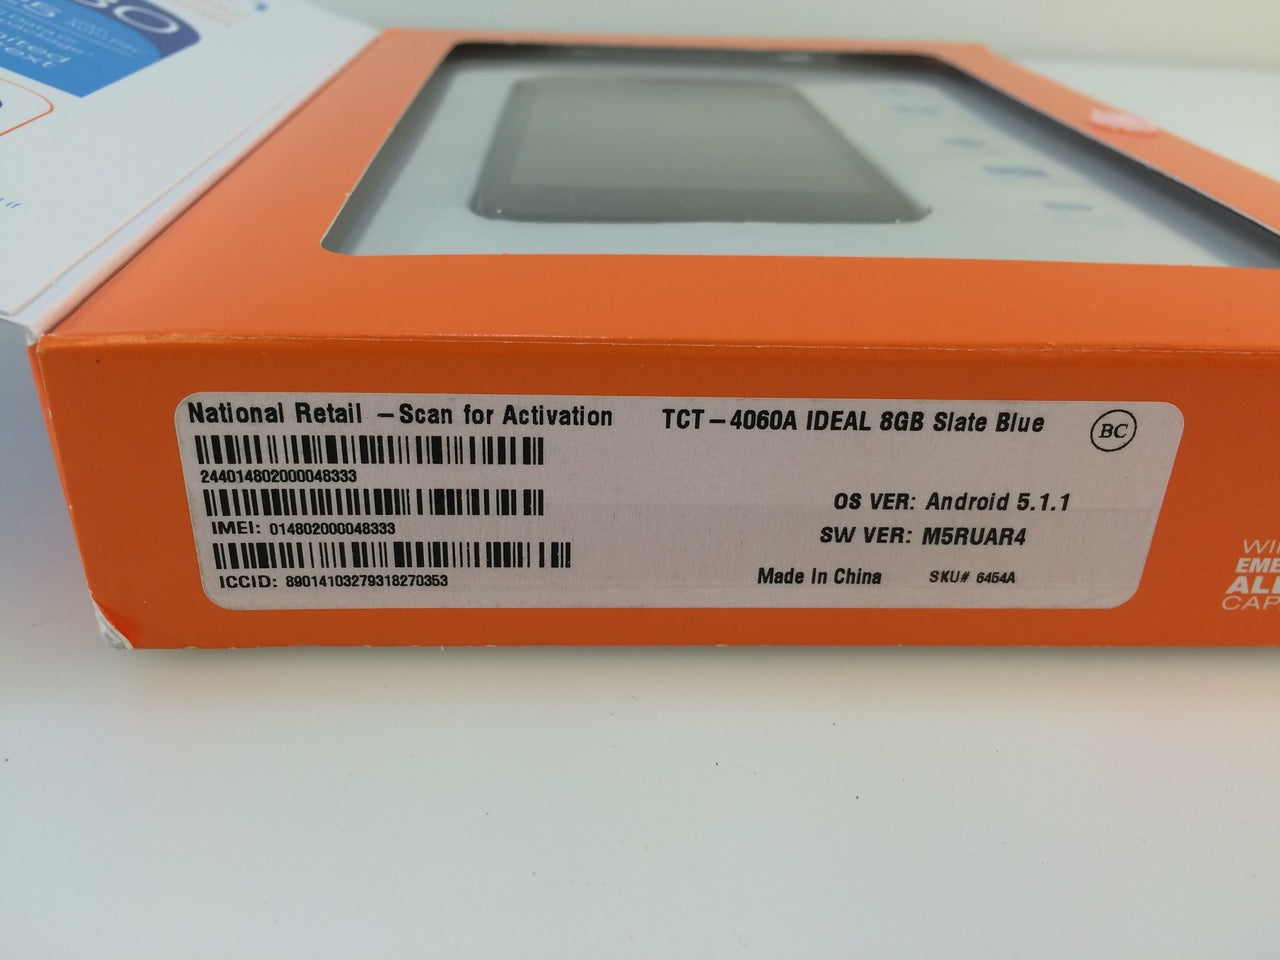 National Retail – Scan for Activation
TCT – 4060A IDEAL 8GB Slate Blue
BC
244014802000048333
OS VER: Android 5.1.1
IMEI: 014802000048333
SW VER: M5RUAR4
ICCID: 89014103279318270353
Made In China
SKU# 6454A